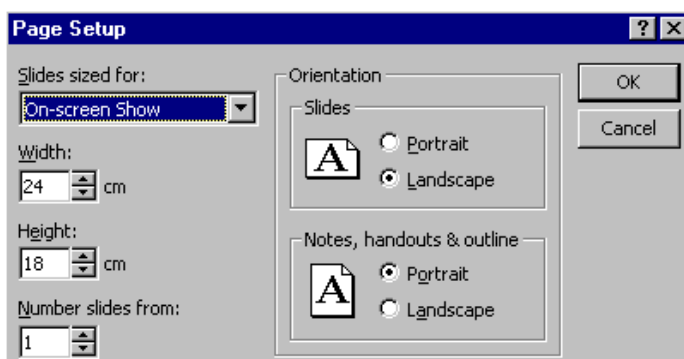 Page Setup
Slides sized for:
On-screen Show
Width:
24 cm
Height:
18 cm
Number slides from:
1
Orientation
Slides
A
Portrait
Landscape
Notes, handouts & outline
A
Portrait
Landscape
OK
Cancel